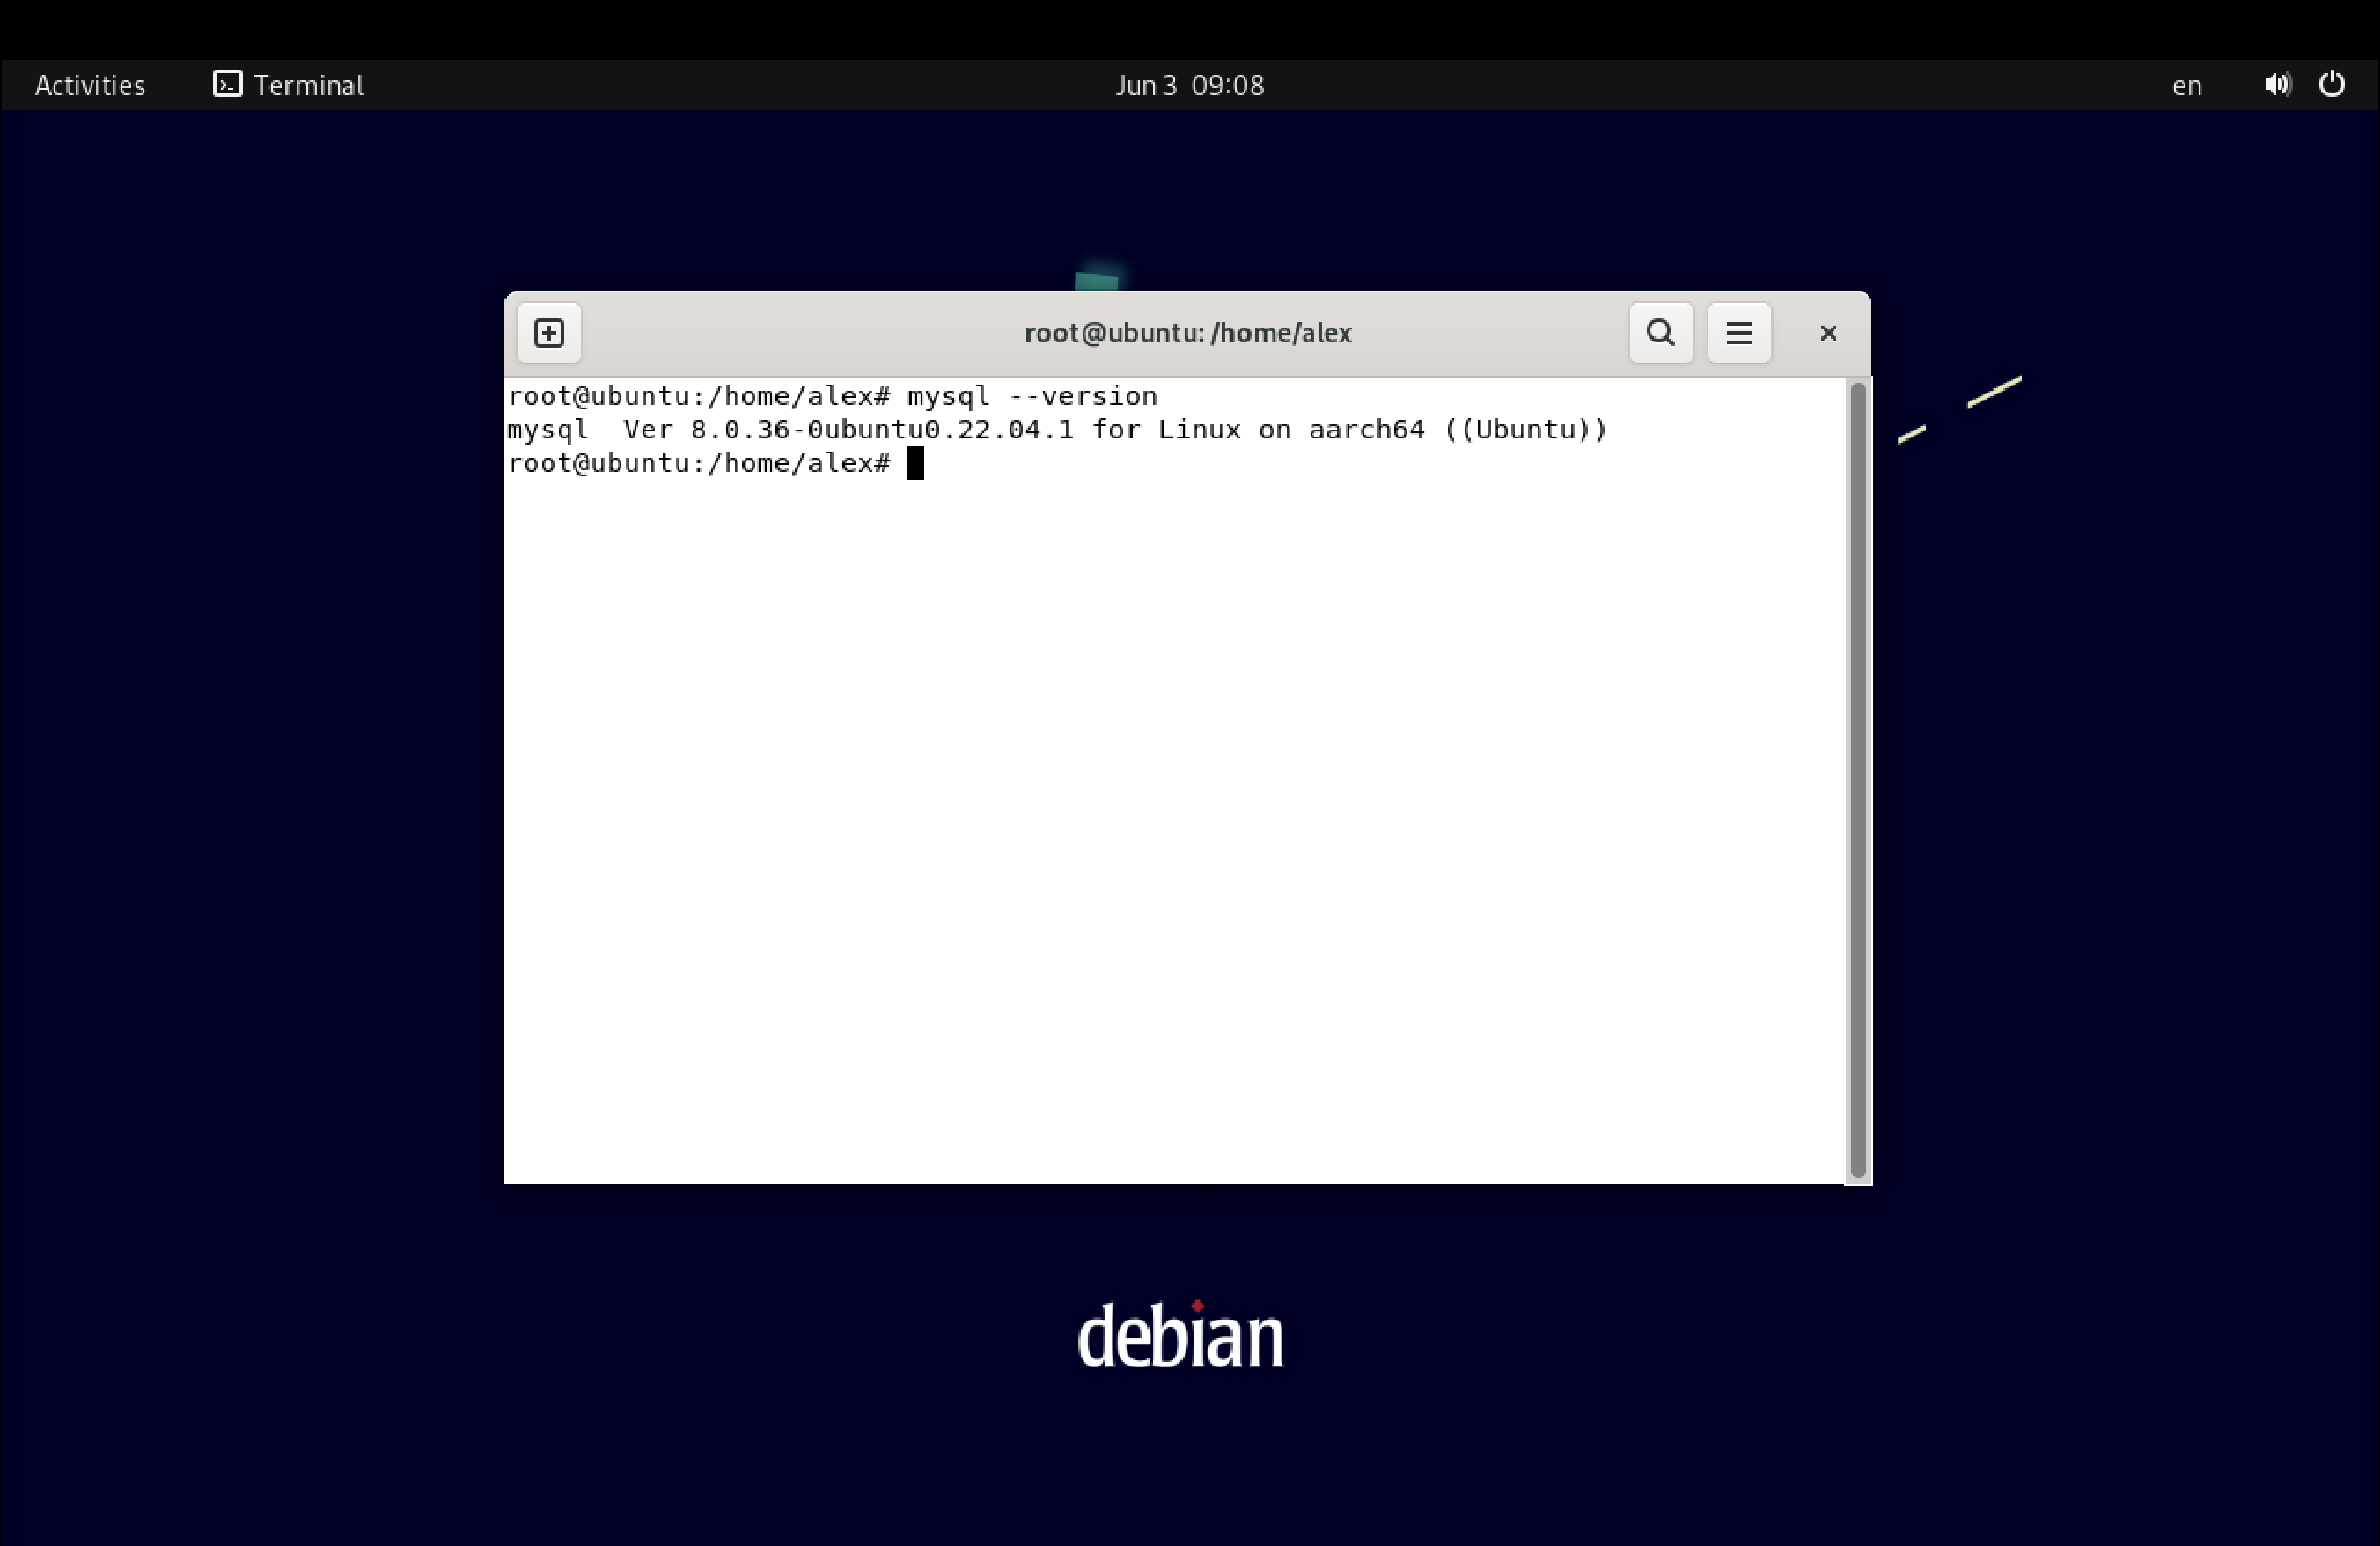 Activities Terminal Jun 3 09:08 en
root@ubuntu: /home/alex
root@ubuntu:/home/alex# mysql --version
mysql  Ver 8.0.36-0ubuntu0.22.04.1 for Linux on aarch64 ((Ubuntu))
root@ubuntu:/home/alex#
debian